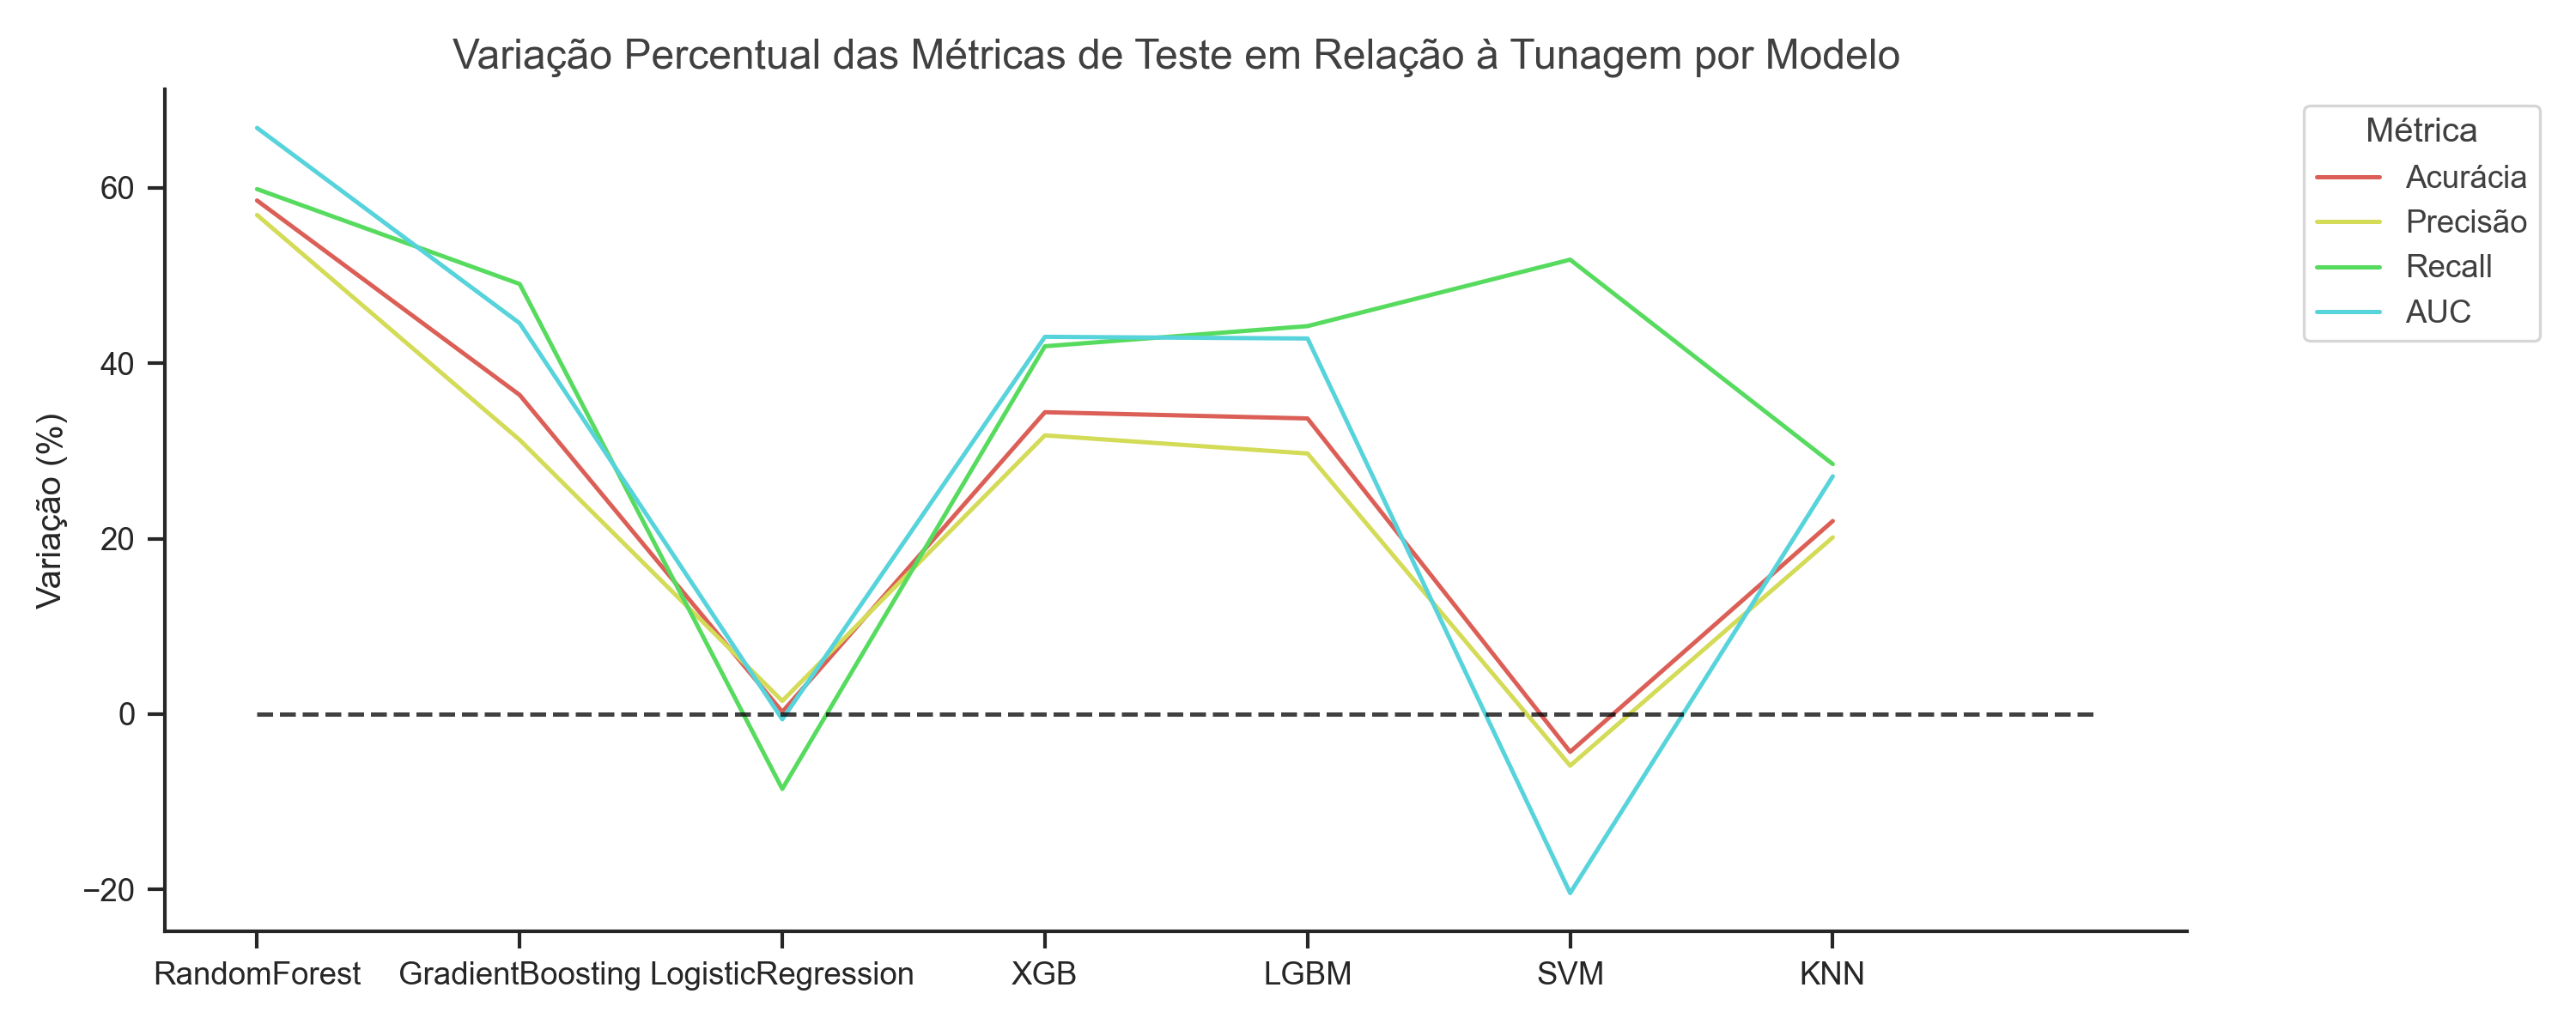 Variação Percentual das Métricas de Teste em Relação à Tunagem por Modelo
Variação (%)
60
40
20
0
−20
RandomForest
GradientBoosting
LogisticRegression
XGB
LGBM
SVM
KNN
Métrica
Acurácia
Precisão
Recall
AUC